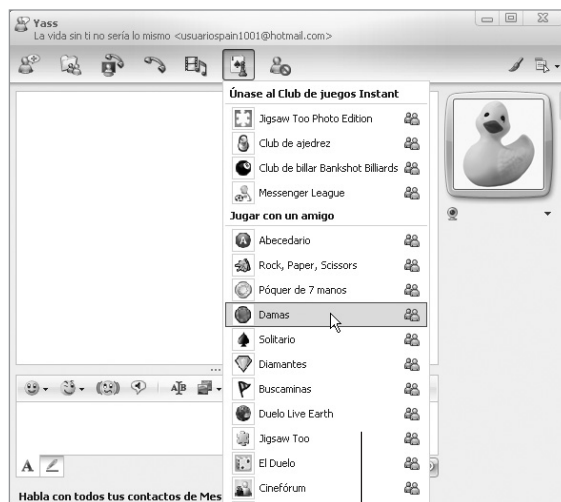 Yass
La vida sin ti no sería lo mismo <usuariospain1001@hotmail.com>
Únase al Club de juegos Instant
Jigsaw Too Photo Edition
Club de ajedrez
Club de billar Bankshot Billiards
Messenger League
Jugar con un amigo
Abecedario
Rock, Paper, Scissors
Póquer de 7 manos
Damas
Solitario
Diamantes
Buscaminas
Duelo Live Earth
Jigsaw Too
El Duelo
Cinefórum
A
Habla con todos tus contactos de Mes